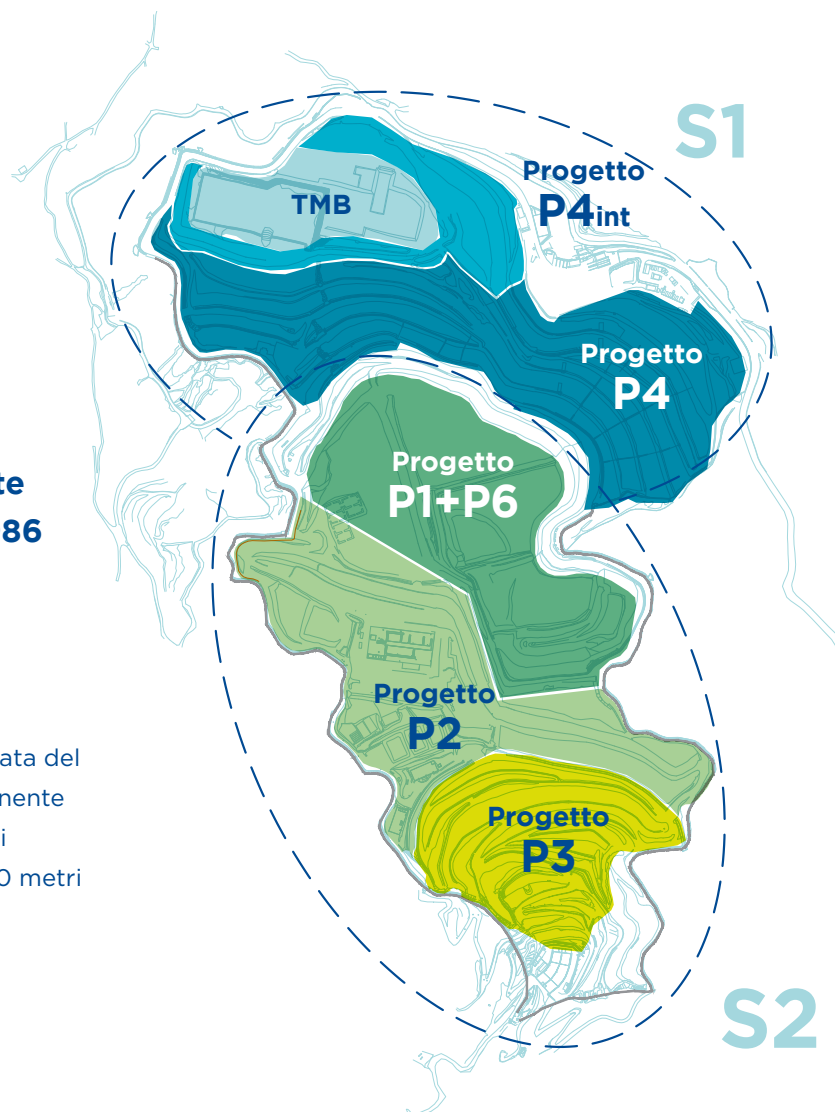 S1
Progetto
P4int
TMB
Progetto
P4
Progetto
P1+P6
te
86
Progetto
P2
ata del
nente
i
0 metri
Progetto
P3
S2